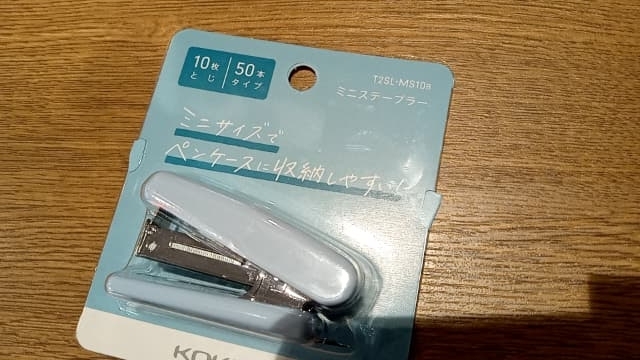 10枚
とじ
50本
タイプ
T2SL-MS10B
ミニステープラー
ミニサイズで
ペンケースに収納しやすい!